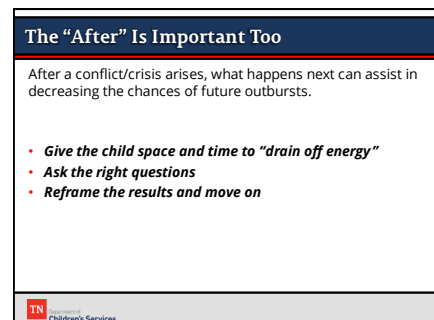 The “After” Is Important Too
After a conflict/crisis arises, what happens next can assist in
decreasing the chances of future outbursts.
• Give the child space and time to “drain off energy”
• Ask the right questions
• Reframe the results and move on
TN
Department of
Children's Services